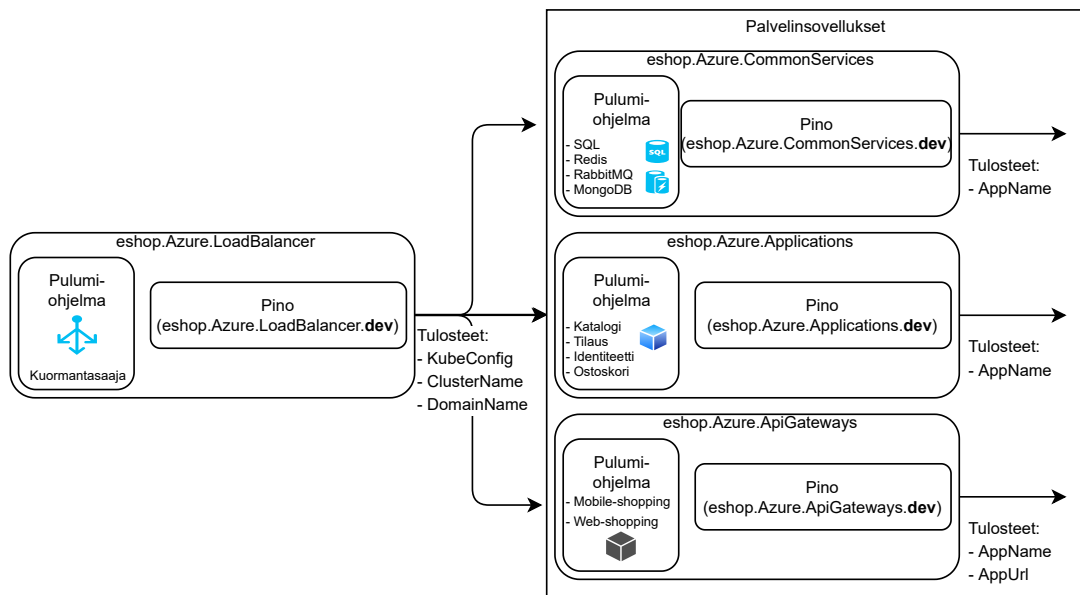 Palvelinsovellukset
eshop.Azure.CommonServices
Pulumi-
ohjelma
- SQL
- Redis
- RabbitMQ
- MongoDB
SQL
Pino
(eshop.Azure.CommonServices.dev)
Tulosteet:
- AppName
eshop.Azure.LoadBalancer
Pulumi-
ohjelma
Kuormantasaaja
Pino
(eshop.Azure.LoadBalancer.dev)
Tulosteet:
- KubeConfig
- ClusterName
- DomainName
eshop.Azure.Applications
Pulumi-
ohjelma
- Katalogi
- Tilaus
- Identiteetti
- Ostoskori
Pino
(eshop.Azure.Applications.dev)
Tulosteet:
- AppName
eshop.Azure.ApiGateways
Pulumi-
ohjelma
- Mobile-shopping
- Web-shopping
Pino
(eshop.Azure.ApiGateways.dev)
Tulosteet:
- AppName
- AppUrl